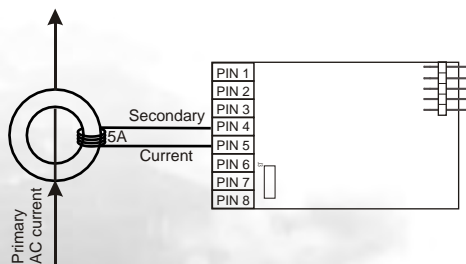 PIN 1
PIN 2
PIN 3
Secondary
PIN 4
5A
PIN 5
Current
PIN 6
PIN 7
PIN 8
Primary
AC current